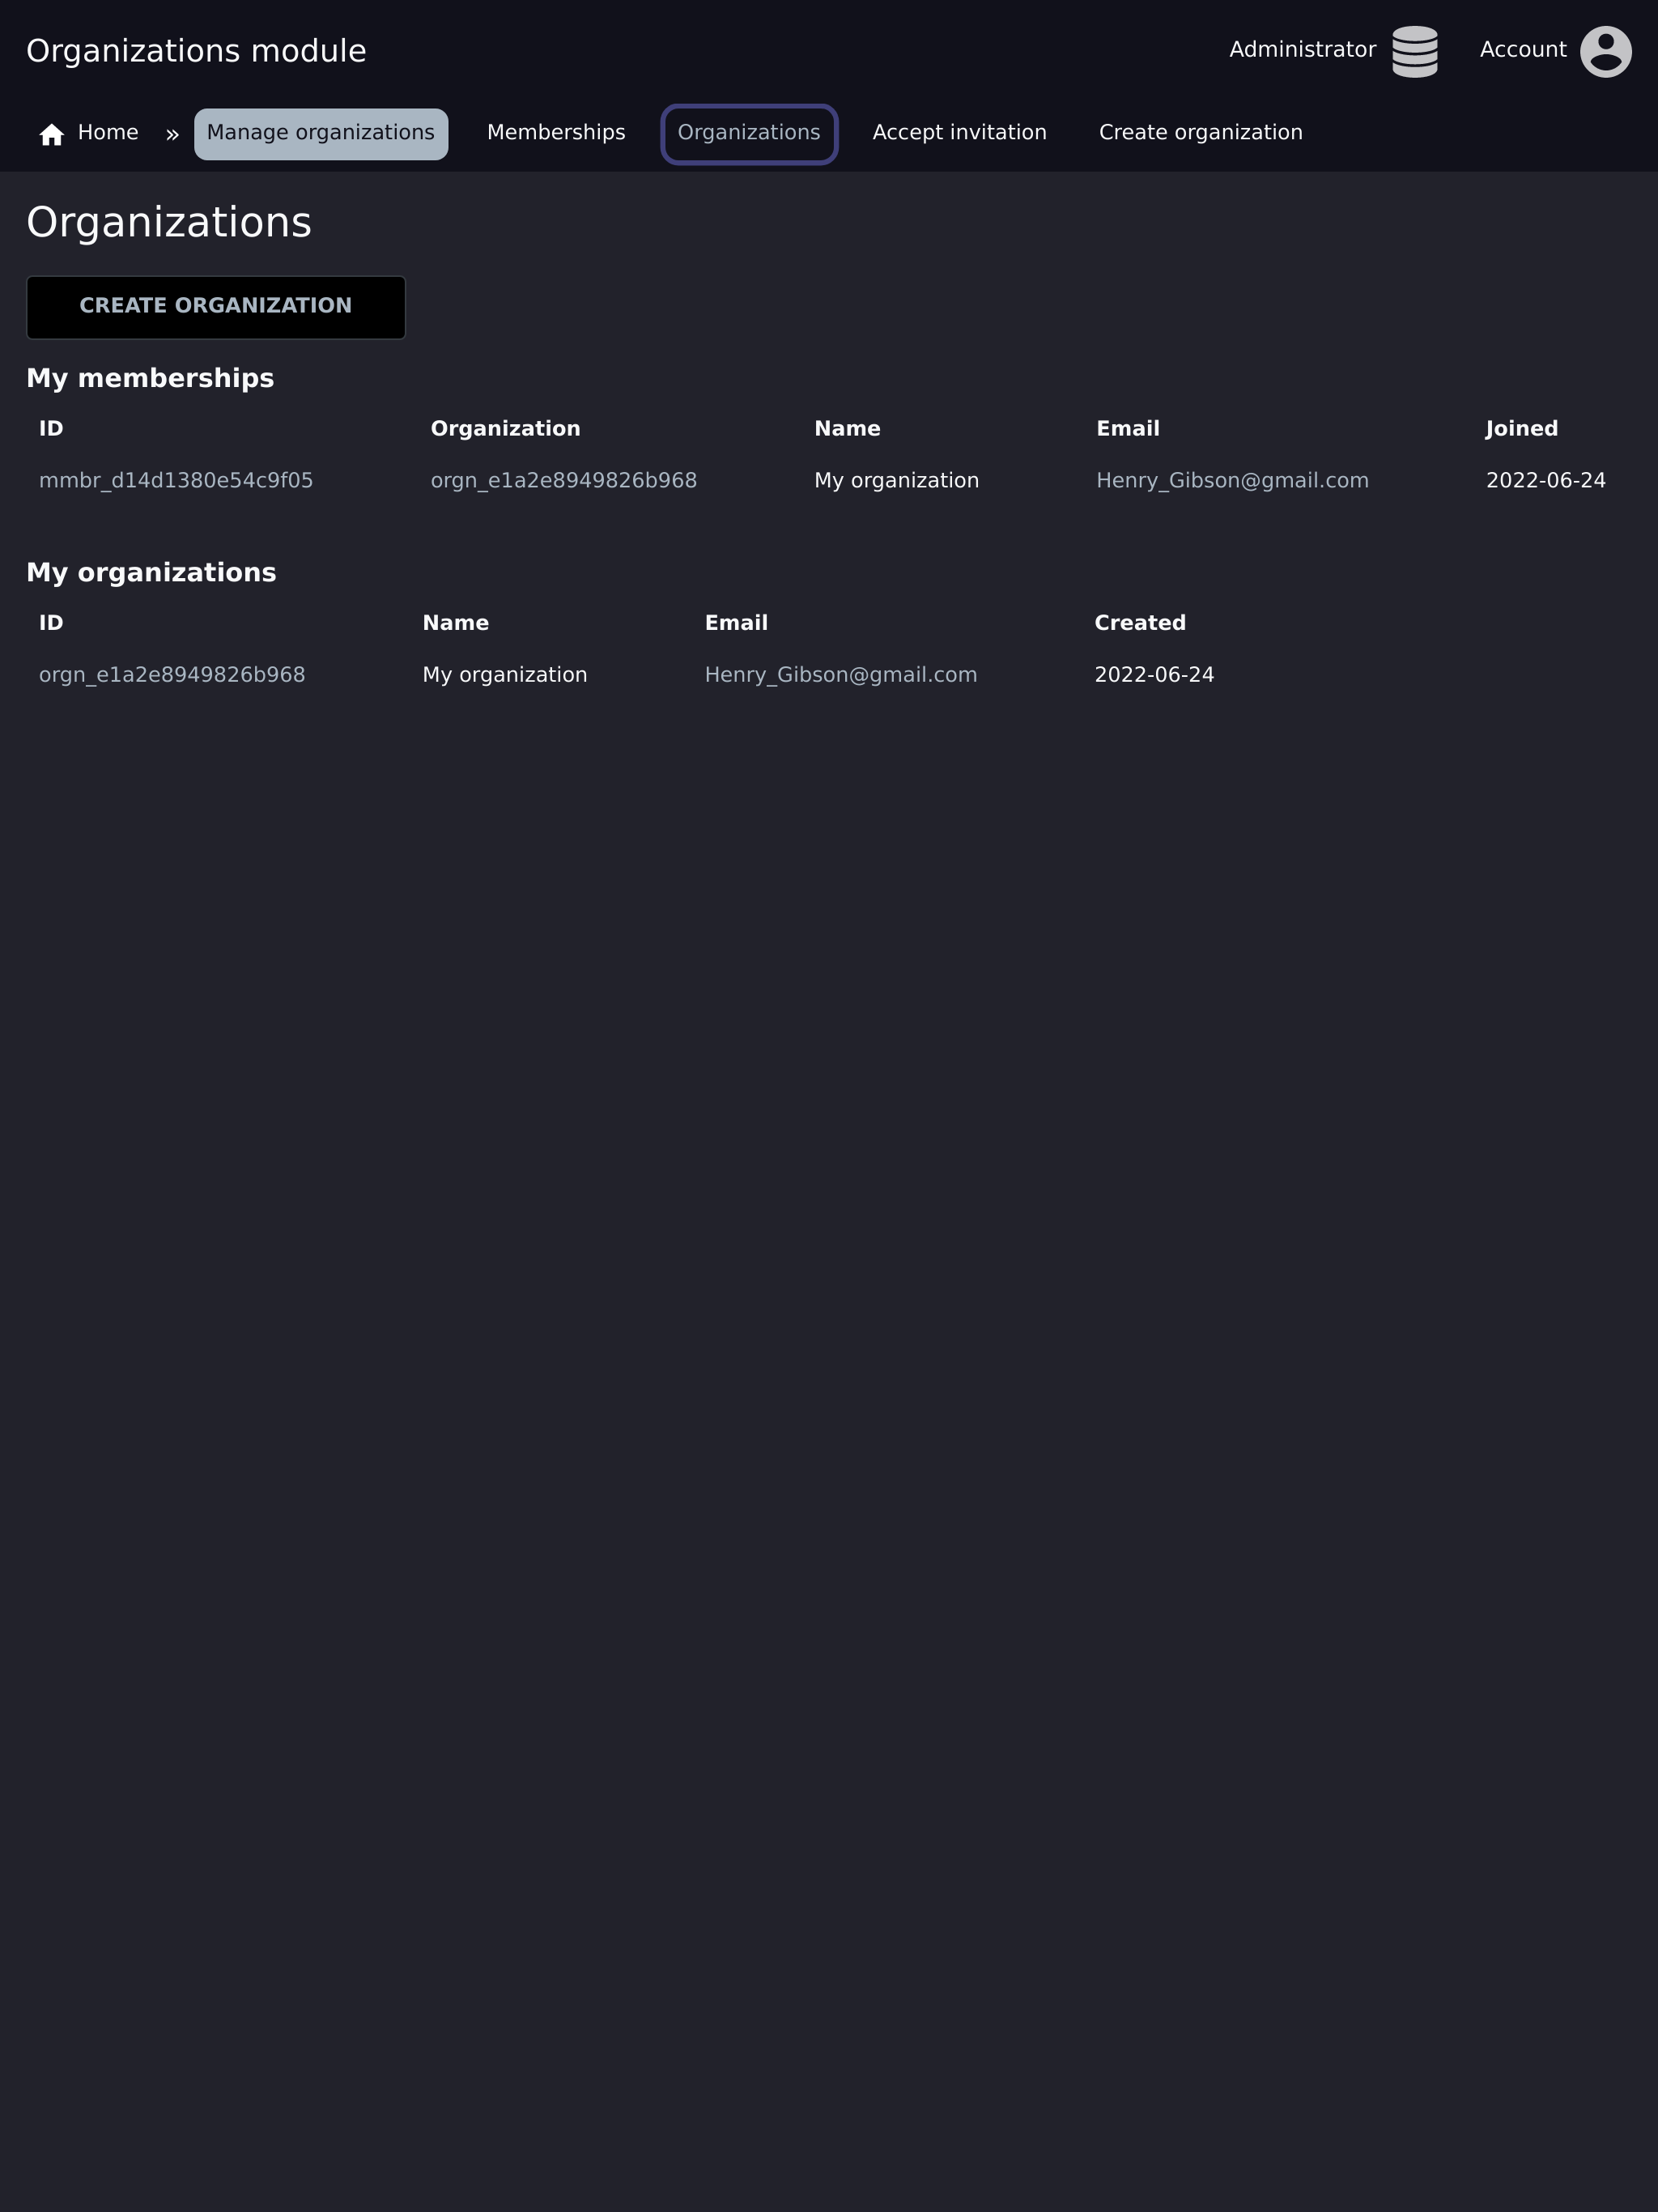 Organizations module
Administrator
Account
Home » Manage organizations Memberships Organizations Accept invitation Create organization
Organizations
CREATE ORGANIZATION
My memberships
ID Organization Name Email Joined
mmbr_d14d1380e54c9f05 orgn_e1a2e8949826b968 My organization Henry_Gibson@gmail.com 2022-06-24
My organizations
ID Name Email Created
orgn_e1a2e8949826b968 My organization Henry_Gibson@gmail.com 2022-06-24